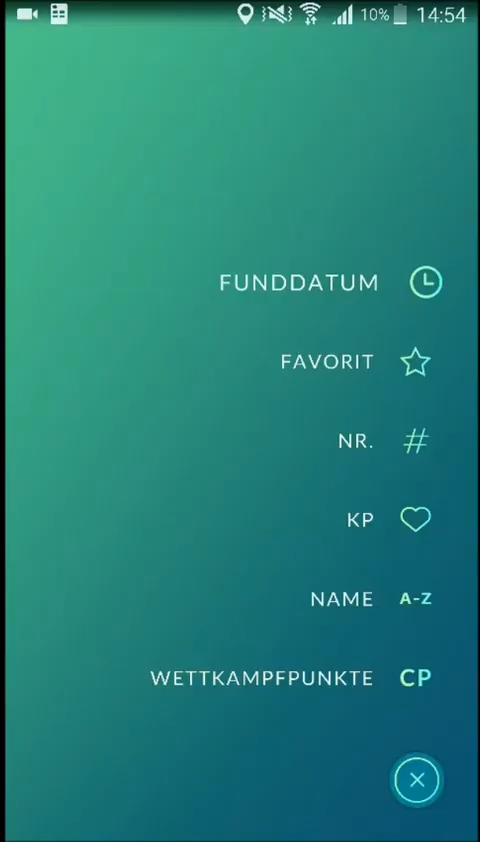 10% 14:54
FUNDDATUM
FAVORIT
NR. #
KP
NAME A-Z
WETTKAMPFPUNKTE CP